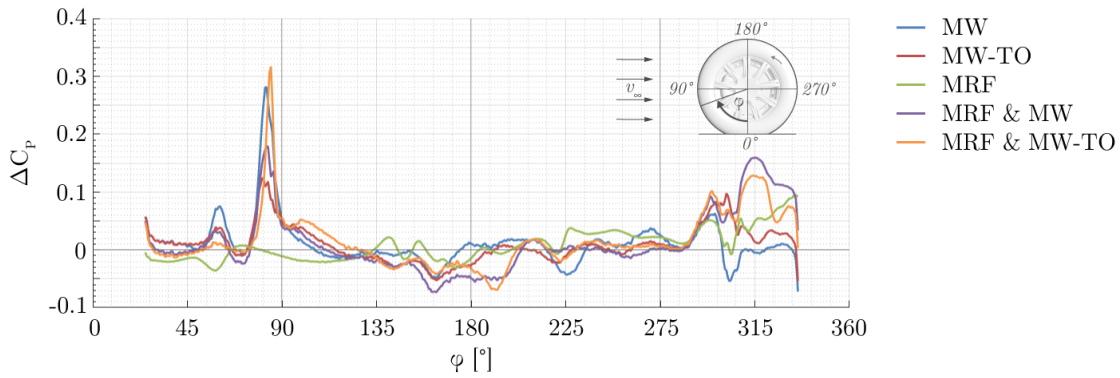 0.4
0.3
0.2
0.1
0
-0.1
ΔC_P
0 45 90 135 180 225 275 315 360
φ [°]
180°
90°
270°
0°
φ
v_∞
MW
MW-TO
MRF
MRF & MW
MRF & MW-TO